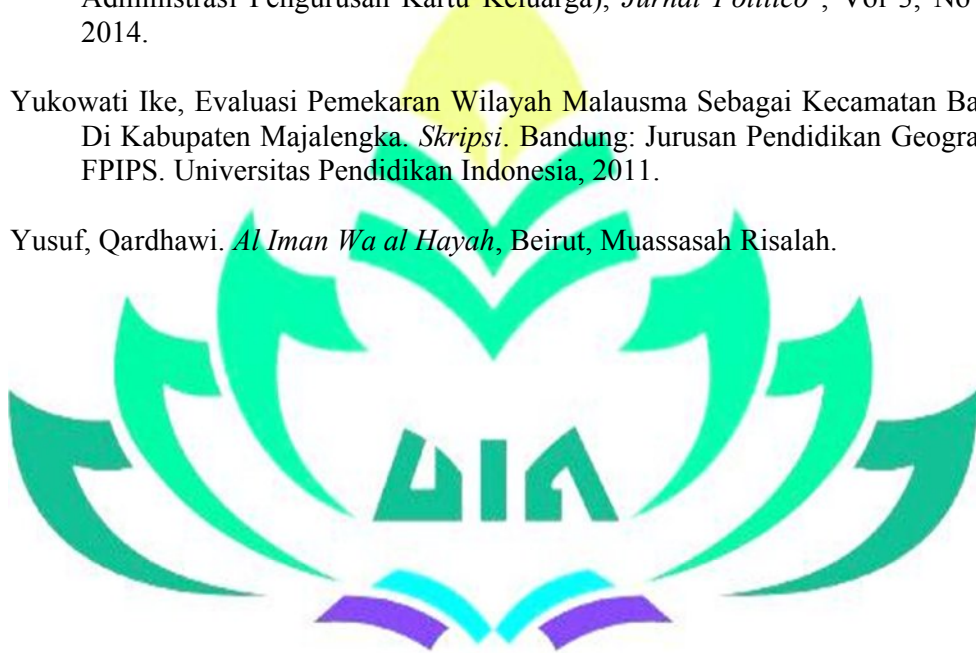 Administrasi Pengurusan Kartu Keluarga), Jurnal Politico , Vol 3, No
2014.
Yukowati Ike, Evaluasi Pemekaran Wilayah Malausma Sebagai Kecamatan Ba
Di Kabupaten Majalengka. Skripsi. Bandung: Jurusan Pendidikan Geogra
FPIPS. Universitas Pendidikan Indonesia, 2011.
Yusuf, Qardhawi. Al Iman Wa al Hayah, Beirut, Muassasah Risalah.
UIN